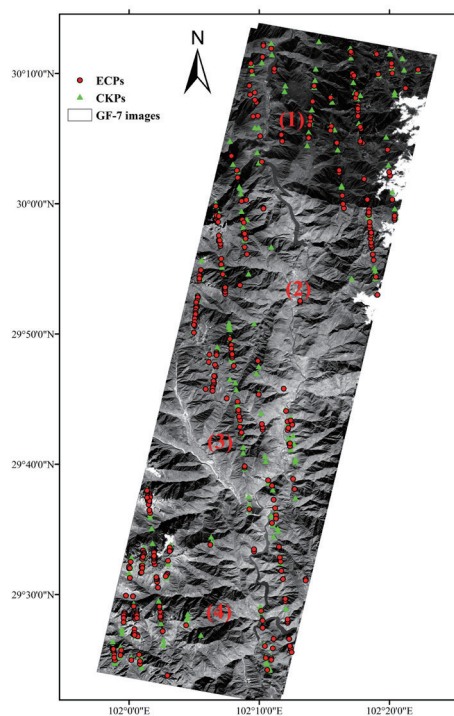 N
30°10'0"N
ECPs
CKPs
GF-7 images
(1)
30°0'0"N
(2)
29°50'0"N
(3)
29°40'0"N
29°30'0"N
(4)
102°0'0"E
102°10'0"E
102°20'0"E